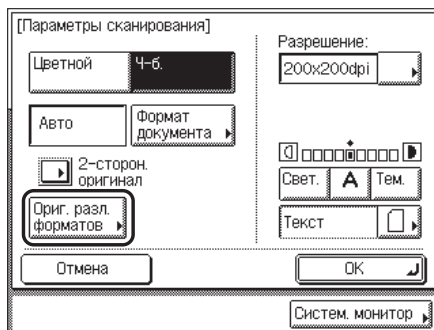 [Параметры сканирования]
Цветной
Ч-б.
Разрешение:
200x200dpi
Авто
Формат
документа
2-сторон.
оригинал
Свет.
A
Тем.
Ориг. разл.
форматов
Текст
Отмена
OK
Систем. монитор